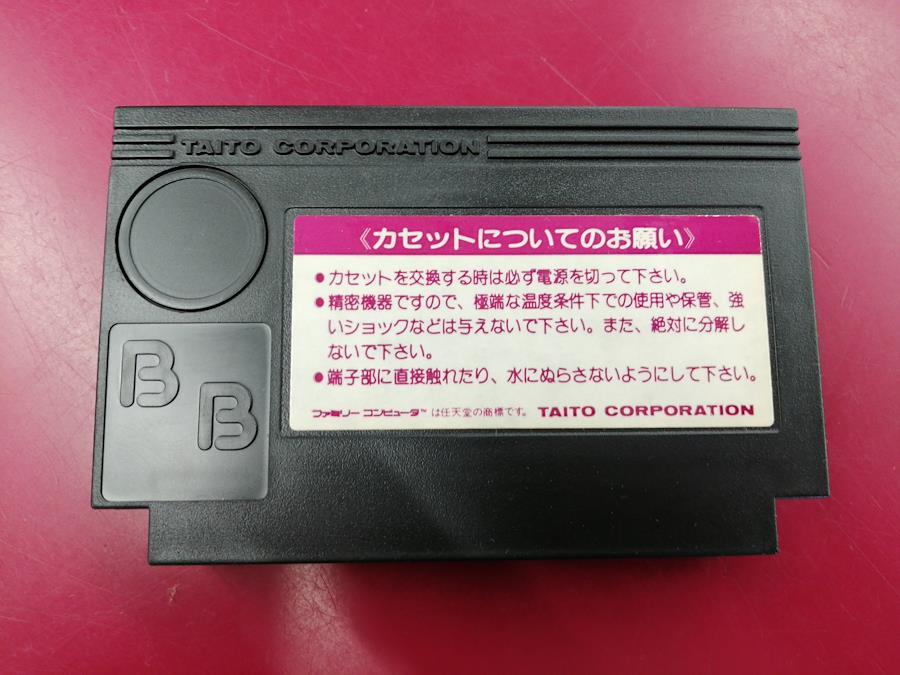 TAITO CORPORATION
《カセットについてのお願い》
●カセットを交換する時は必ず電源を切って下さい。
●精密機器ですので、極端な温度条件下での使用や保管、強
いショックなどは与えないで下さい。また、絶対に分解し
ないで下さい。
●端子部に直接触れたり、水にぬらさないようにして下さい。
ファミリー コンピュータ™ は任天堂の商標です。 TAITO CORPORATION
B
B